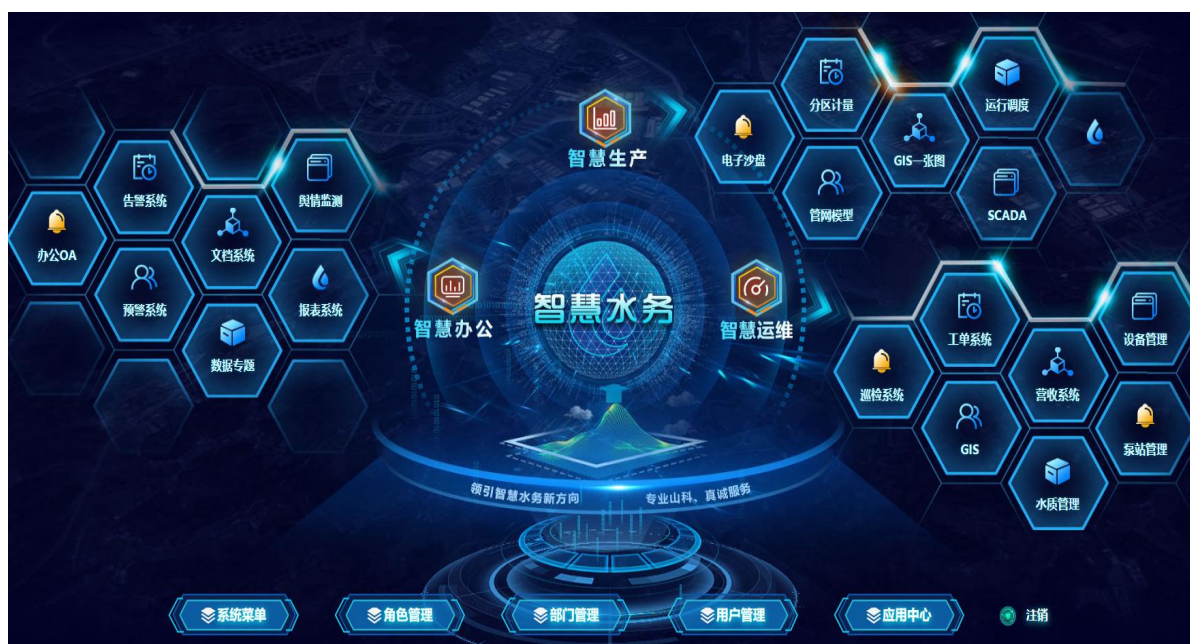 智慧生产
分区计量
运行调度
电子沙盘
GIS一张图
管网模型
SCADA
告警系统
舆情监测
办公OA
文档系统
预警系统
报表系统
数据专题
智慧办公
智慧水务
智慧运维
工单系统
设备管理
巡检系统
营收系统
GIS
泵站管理
水质管理
领引智慧水务新方向
专业山科，真诚服务
系统菜单
角色管理
部门管理
用户管理
应用中心
注销